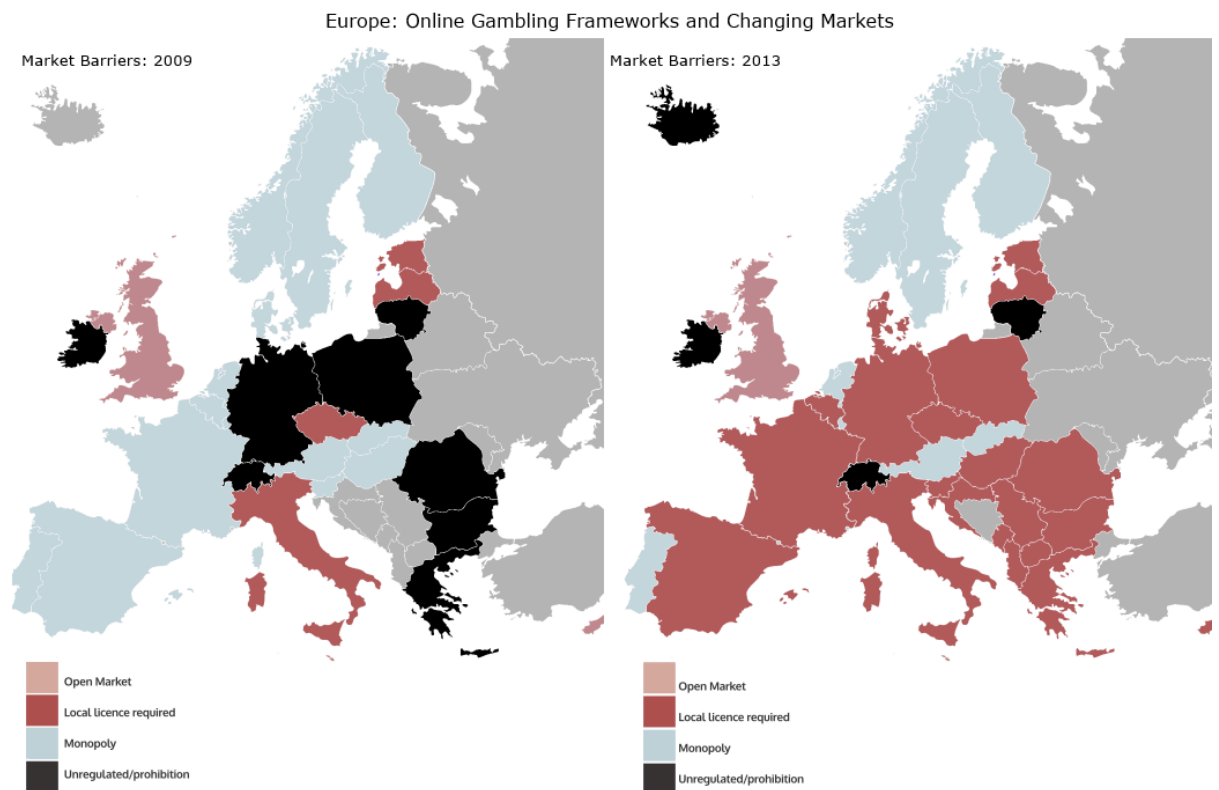 Europe: Online Gambling Frameworks and Changing Markets
Market Barriers: 2009
Market Barriers: 2013
Open Market
Local licence required
Monopoly
Unregulated/prohibition
Open Market
Local licence required
Monopoly
Unregulated/prohibition